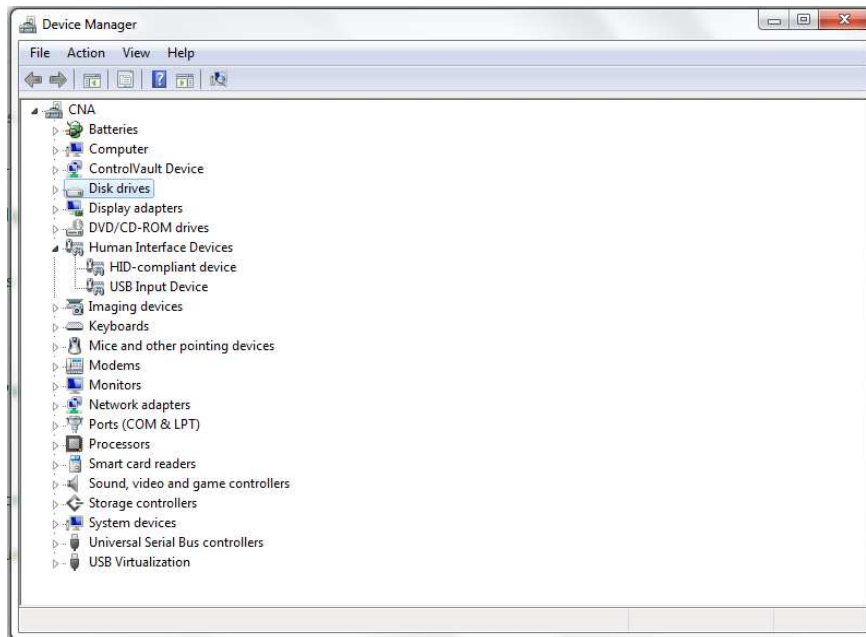 Device Manager
File Action View Help
CNA
Batteries
Computer
ControlVault Device
Disk drives
Display adapters
DVD/CD-ROM drives
Human Interface Devices
HID-compliant device
USB Input Device
Imaging devices
Keyboards
Mice and other pointing devices
Modems
Monitors
Network adapters
Ports (COM & LPT)
Processors
Smart card readers
Sound, video and game controllers
Storage controllers
System devices
Universal Serial Bus controllers
USB Virtualization